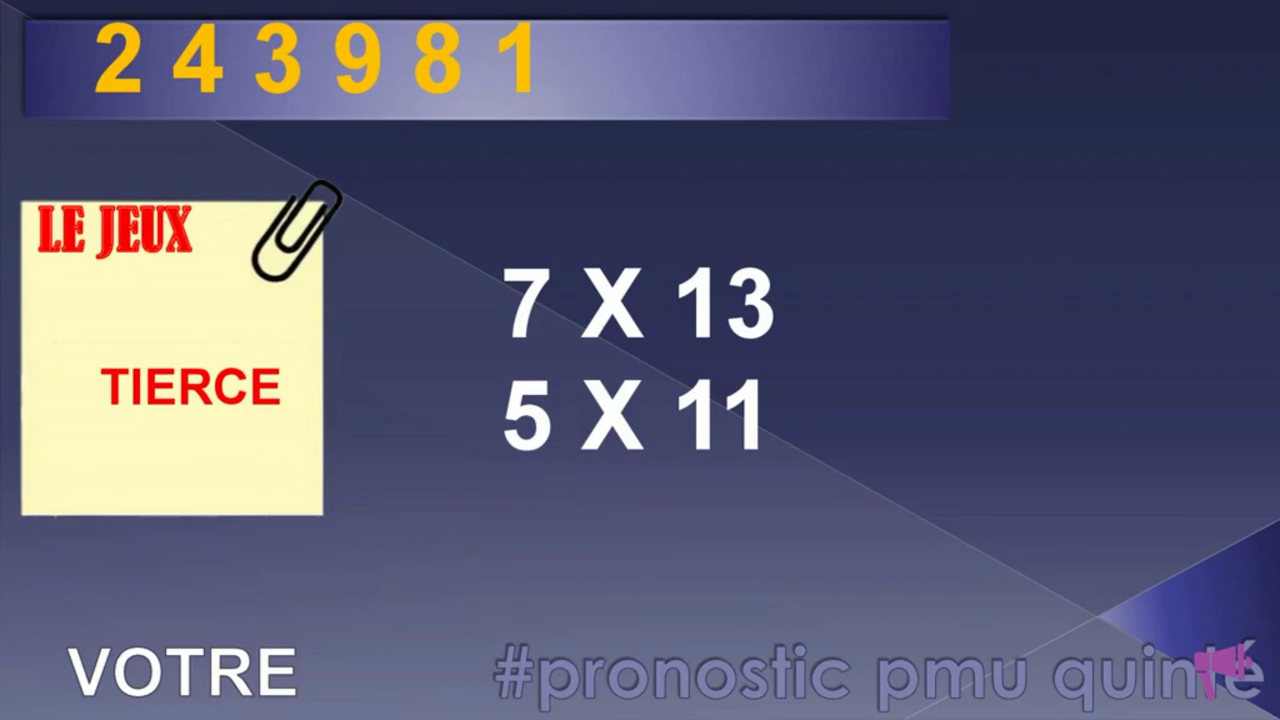 2 4 3 9 8 1
LE JEUX
TIERCE
7 X 13
5 X 11
VOTRE
#pronostic pmu quinté